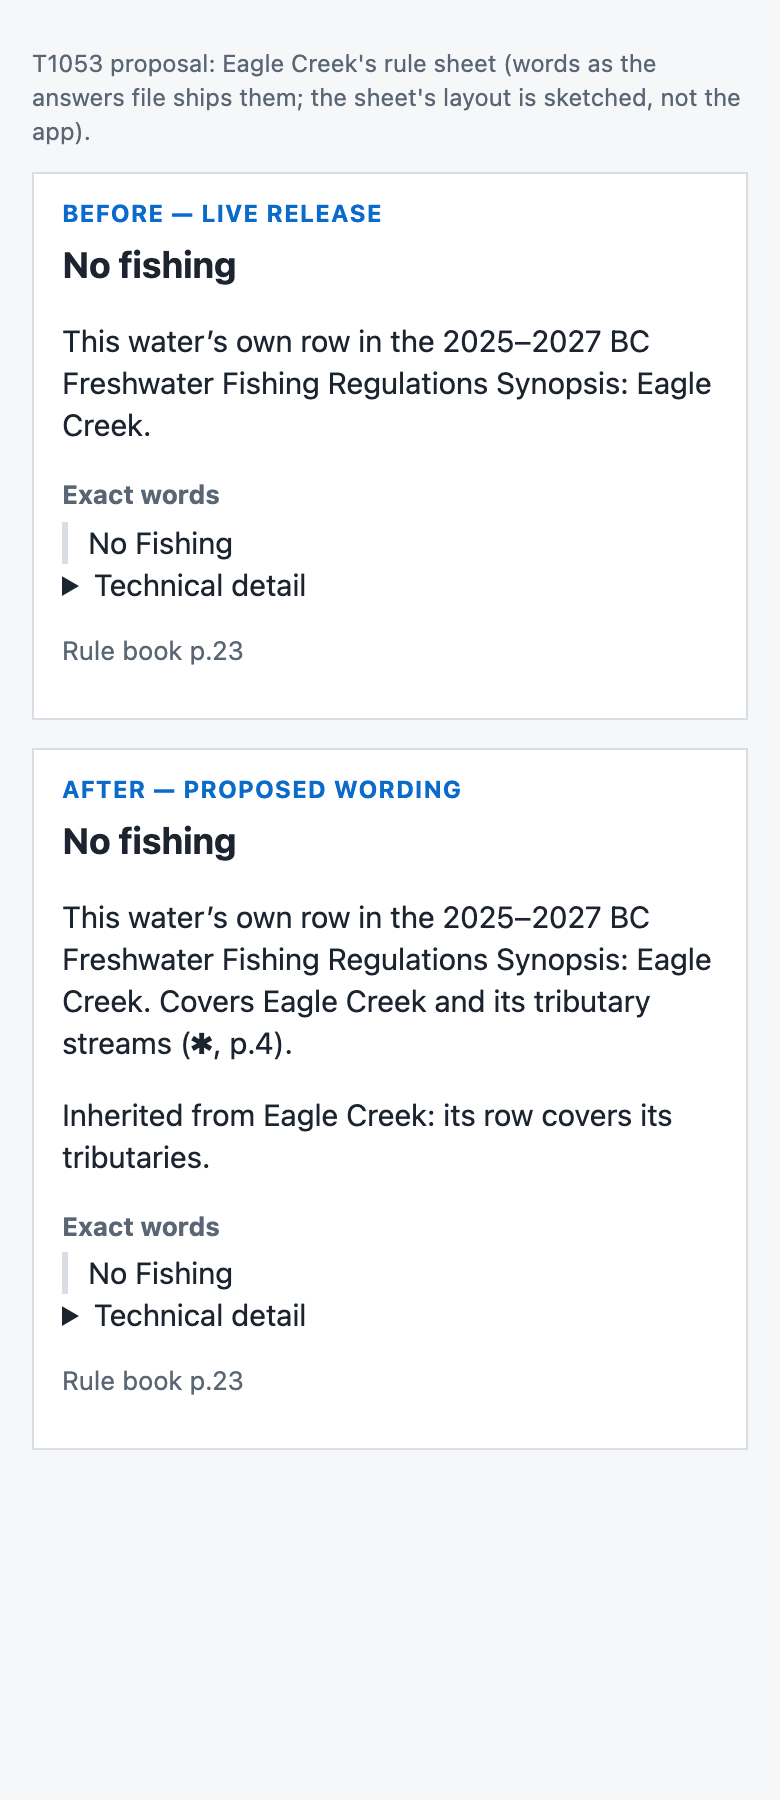 T1053 proposal: Eagle Creek's rule sheet (words as the
answers file ships them; the sheet's layout is sketched, not the
app).
BEFORE — LIVE RELEASE
No fishing
This water’s own row in the 2025–2027 BC
Freshwater Fishing Regulations Synopsis: Eagle
Creek.
Exact words
No Fishing
▶ Technical detail
Rule book p.23
AFTER — PROPOSED WORDING
No fishing
This water’s own row in the 2025–2027 BC
Freshwater Fishing Regulations Synopsis: Eagle
Creek. Covers Eagle Creek and its tributary
streams (✱, p.4).
Inherited from Eagle Creek: its row covers its
tributaries.
Exact words
No Fishing
▶ Technical detail
Rule book p.23